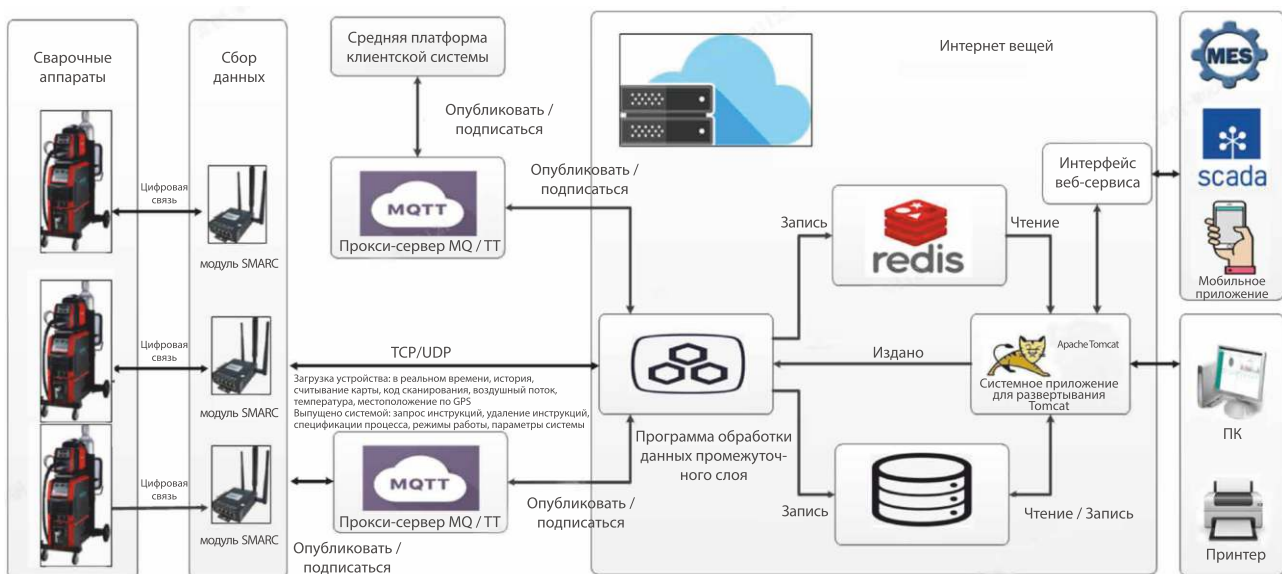 Сварочные
аппараты
Цифровая
связь
Цифровая
связь
Цифровая
связь
Сбор
данных
модуль SMARC
модуль SMARC
модуль SMARC
Средняя платформа
клиентской системы
Опубликовать /
подписаться
MQTT
Прокси-сервер MQ / TT
Опубликовать /
подписаться
TCP/UDP
Загрузка устройства: в реальном времени, история,
считывание карты, код сканирования, воздушный поток,
температура, местоположение по GPS
Выпущено системой: запрос инструкций, удаление инструкций,
спецификации процесса, режимы работы, параметры системы
MQTT
Прокси-сервер MQ / TT
Опубликовать /
подписаться
Опубликовать /
подписаться
Интернет вещей
Запись
redis
Чтение
Интерфейс
веб-сервиса
Издано
Apache Tomcat
Системное приложение
для развертывания
Tomcat
Программа обработки
данных промежуточ-
ного слоя
Запись
Чтение / Запись
MES
scada
Мобильное
приложение
ПК
Принтер